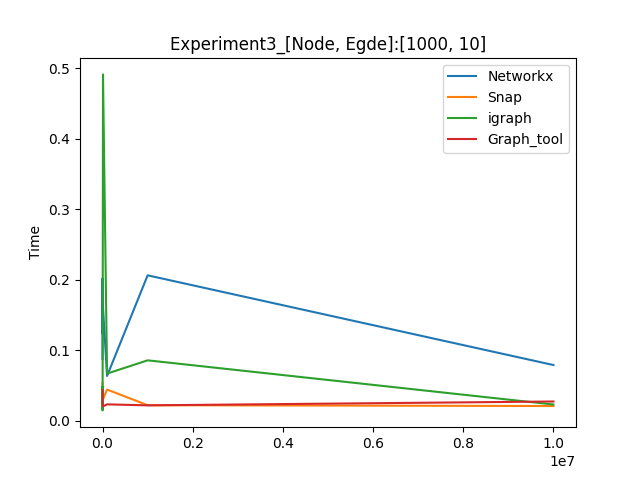 Experiment3_[Node, Egde]:[1000, 10]
Networkx
Snap
igraph
Graph_tool
Time
0.5
0.4
0.3
0.2
0.1
0.0
0.0 0.2 0.4 0.6 0.8 1.0
1e7